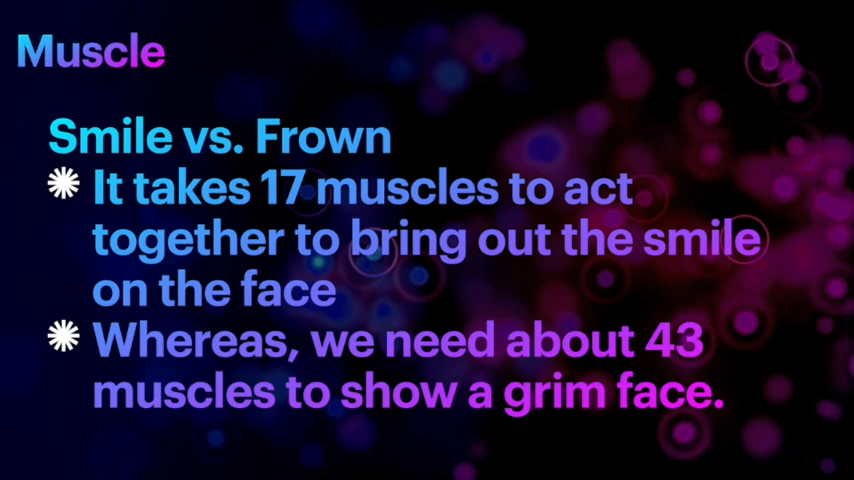 Muscle
Smile vs. Frown
It takes 17 muscles to act
together to bring out the smile
on the face
Whereas, we need about 43
muscles to show a grim face.